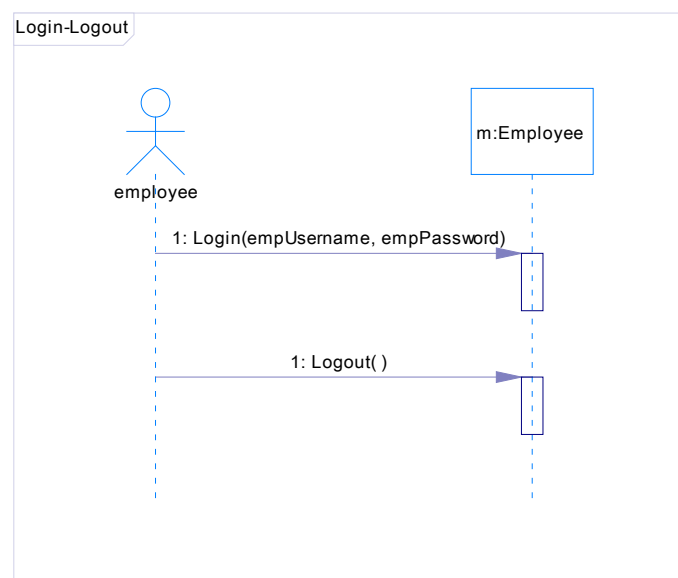 Login-Logout
m:Employee
employee
1: Login(empUsername, empPassword)
1: Logout( )